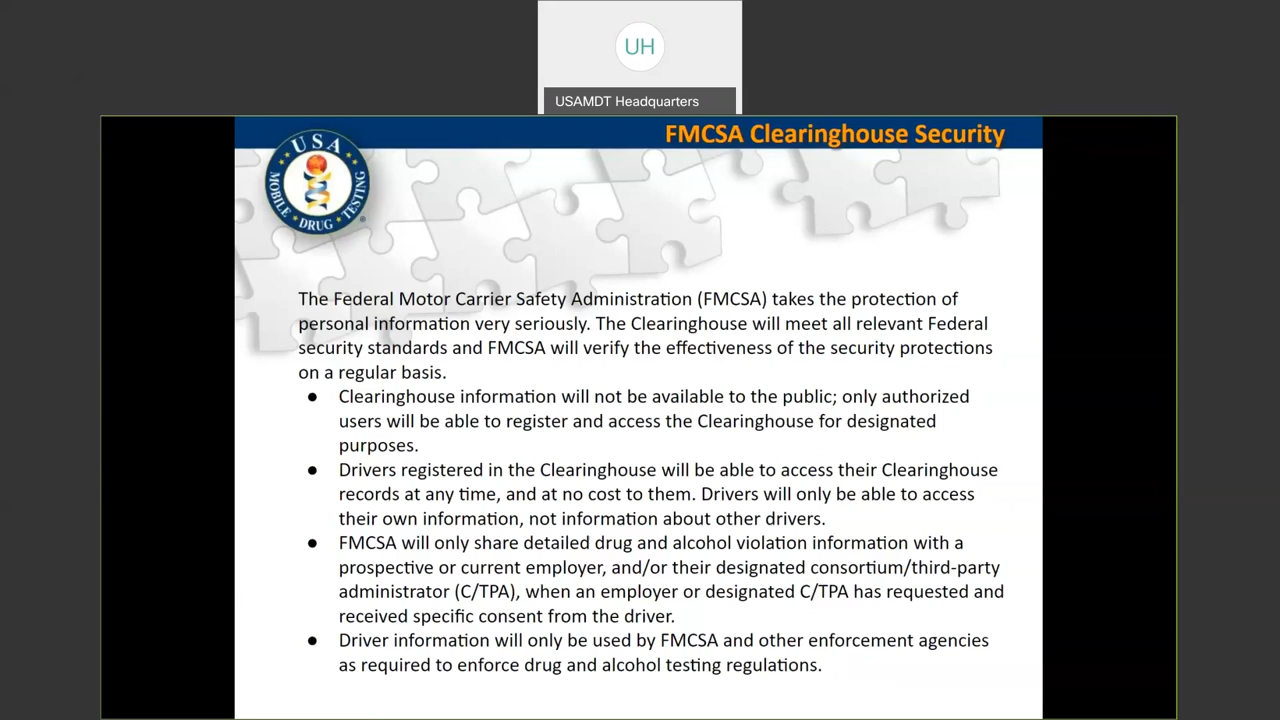 UH
USAMDT Headquarters
FMCSA Clearinghouse Security
USA
MOBILE DRUG TESTING
The Federal Motor Carrier Safety Administration (FMCSA) takes the protection of
personal information very seriously. The Clearinghouse will meet all relevant Federal
security standards and FMCSA will verify the effectiveness of the security protections
on a regular basis.
● Clearinghouse information will not be available to the public; only authorized
users will be able to register and access the Clearinghouse for designated
purposes.
● Drivers registered in the Clearinghouse will be able to access their Clearinghouse
records at any time, and at no cost to them. Drivers will only be able to access
their own information, not information about other drivers.
● FMCSA will only share detailed drug and alcohol violation information with a
prospective or current employer, and/or their designated consortium/third-party
administrator (C/TPA), when an employer or designated C/TPA has requested and
received specific consent from the driver.
● Driver information will only be used by FMCSA and other enforcement agencies
as required to enforce drug and alcohol testing regulations.